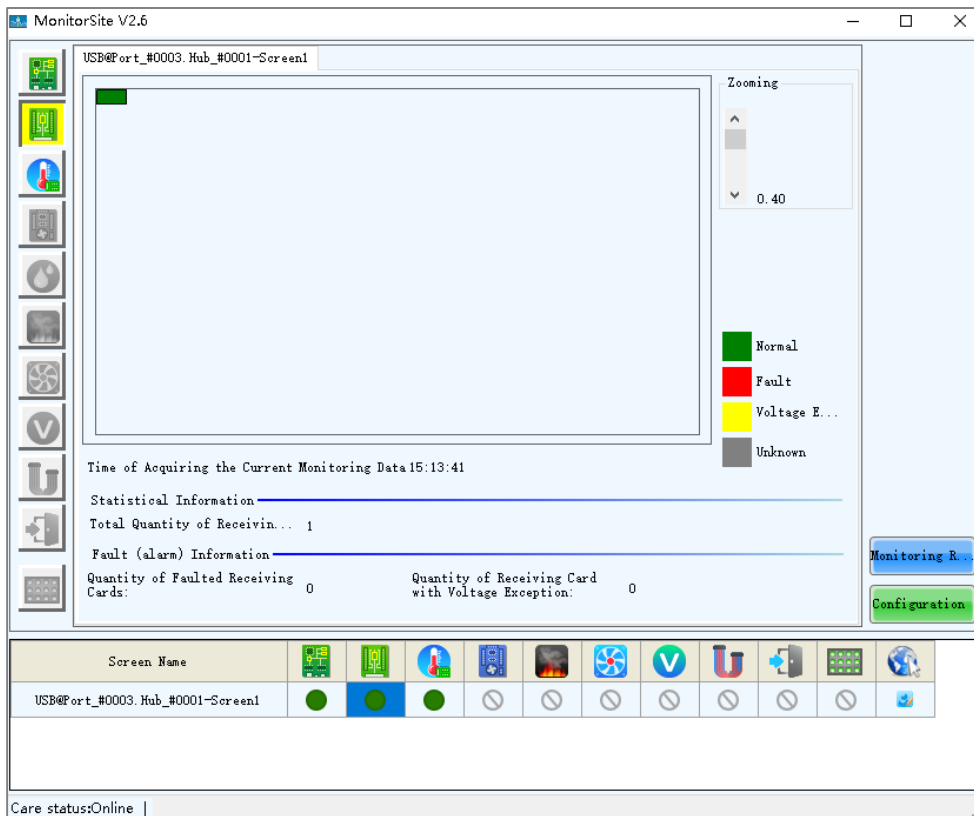 MonitorSite V2.6
USB@Port_#0003.Hub_#0001-Screen1
Zooming
0.40
Normal
Fault
Voltage E...
Unknown
Time of Acquiring the Current Monitoring Data 15:13:41
Statistical Information
Total Quantity of Receivin... 1
Fault (alarm) Information
Quantity of Faulted Receiving
Cards: 0
Quantity of Receiving Card
with Voltage Exception: 0
Monitoring R...
Configuration
Screen Name
USB@Port_#0003.Hub_#0001-Screen1
Care status:Online |